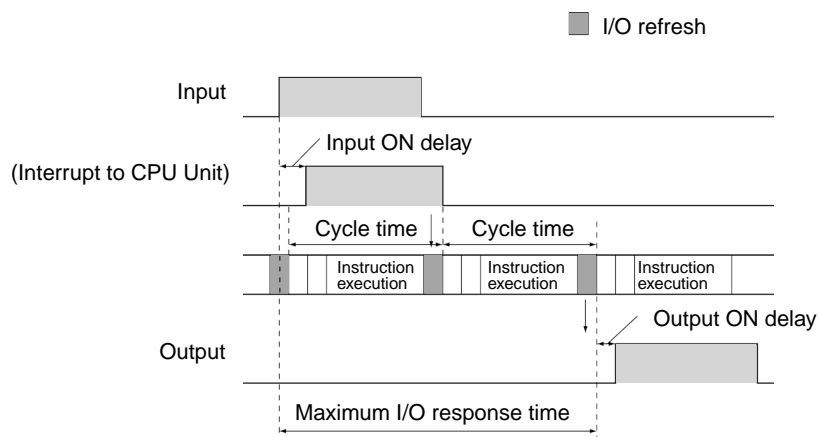 I/O refresh
Input
Input ON delay
(Interrupt to CPU Unit)
Cycle time
Cycle time
Instruction
execution
Instruction
execution
Instruction
execution
Output ON delay
Output
Maximum I/O response time